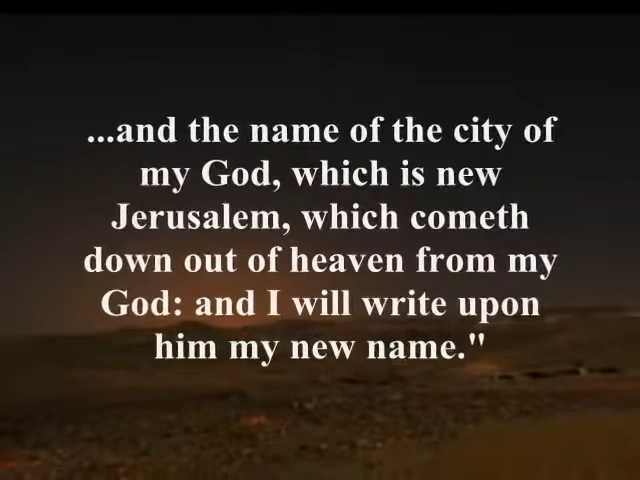 ...and the name of the city of
my God, which is new
Jerusalem, which cometh
down out of heaven from my
God: and I will write upon
him my new name."